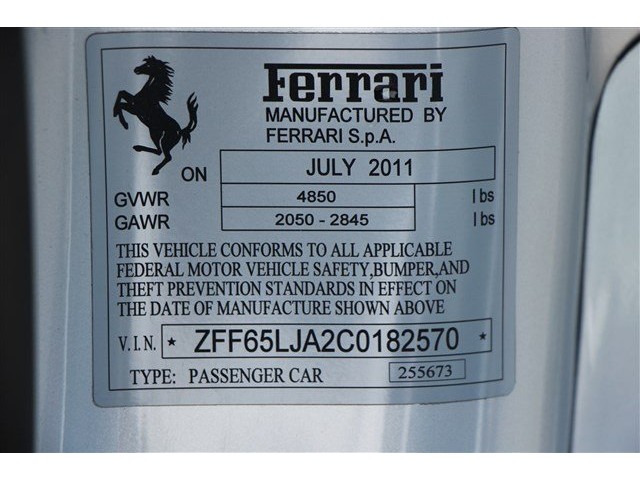 Ferrari
MANUFACTURED BY
FERRARI S.p.A.
ON JULY 2011
GVWR 4850 lbs
GAWR 2050 - 2845 lbs
THIS VEHICLE CONFORMS TO ALL APPLICABLE
FEDERAL MOTOR VEHICLE SAFETY,BUMPER,AND
THEFT PREVENTION STANDARDS IN EFFECT ON
THE DATE OF MANUFACTURE SHOWN ABOVE
V.I.N. * ZFF65LJA2C0182570 *
TYPE: PASSENGER CAR 255673